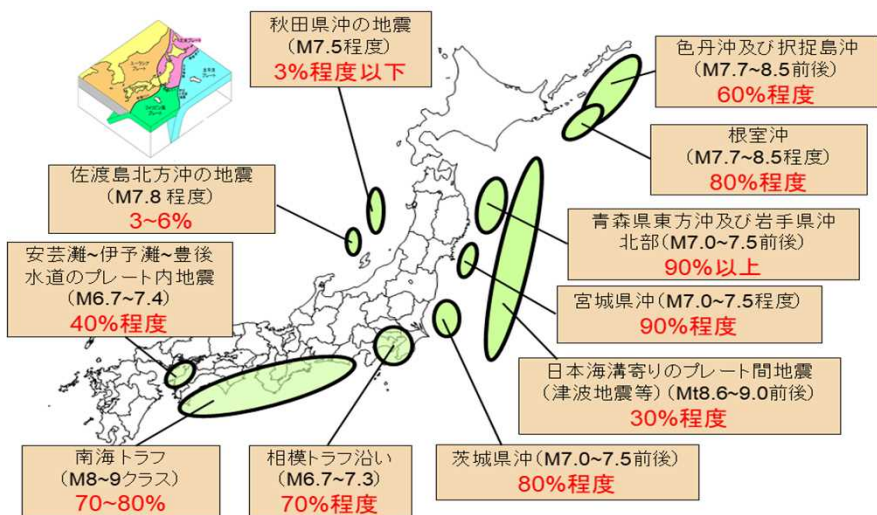 秋田県沖の地震
(M7.5程度)
3%程度以下
色丹沖及び択捉島沖
(M7.7~8.5前後)
60%程度
根室沖
(M7.7~8.5程度)
80%程度
佐渡島北方沖の地震
(M7.8 程度)
3~6%
青森県東方沖及び岩手県沖
北部(M7.0~7.5前後)
90%以上
安芸灘~伊予灘~豊後
水道のプレート内地震
(M6.7~7.4)
40%程度
宮城県沖(M7.0~7.5程度)
90%程度
日本海溝寄りのプレート間地震
(津波地震等)(Mt8.6~9.0前後)
30%程度
南海トラフ
(M8~9クラス)
70~80%
相模トラフ沿い
(M6.7~7.3)
70%程度
茨城県沖(M7.0~7.5前後)
80%程度